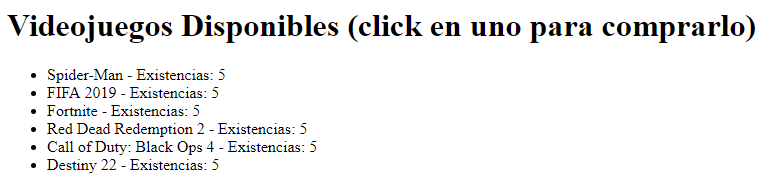 Videojuegos Disponibles (click en uno para comprarlo)
Spider-Man - Existencias: 5
FIFA 2019 - Existencias: 5
Fortnite - Existencias: 5
Red Dead Redemption 2 - Existencias: 5
Call of Duty: Black Ops 4 - Existencias: 5
Destiny 22 - Existencias: 5